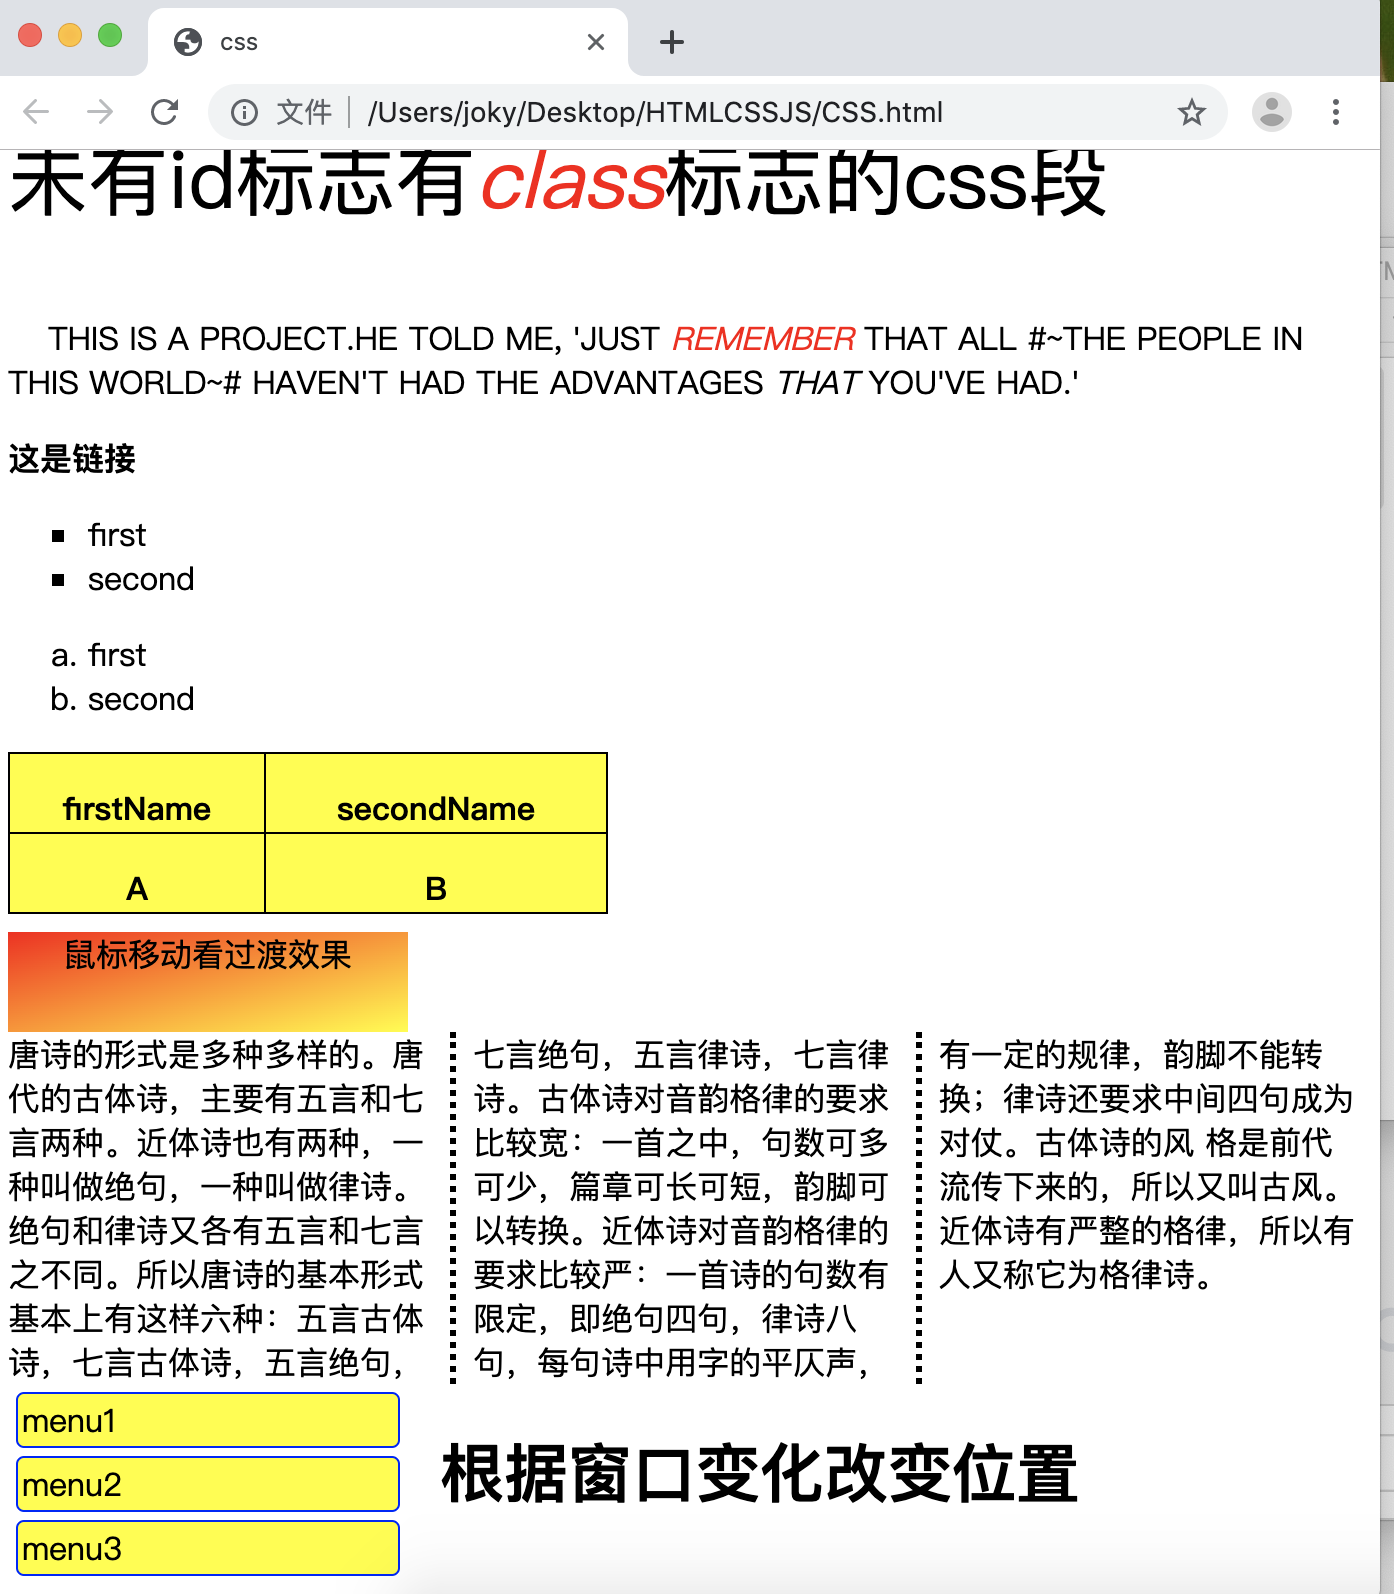 css
文件 /Users/joky/Desktop/HTMLCSSJS/CSS.html
未有id标志有class标志的css段
THIS IS A PROJECT.HE TOLD ME, 'JUST REMEMBER THAT ALL #~THE PEOPLE IN
THIS WORLD~# HAVEN'T HAD THE ADVANTAGES THAT YOU'VE HAD.'
这是链接
first
second
a. first
b. second
firstName secondName
A B
鼠标移动看过渡效果
唐诗的形式是多种多样的。唐
代的古体诗，主要有五言和七
言两种。近体诗也有两种，一
种叫做绝句，一种叫做律诗。
绝句和律诗又各有五言和七言
之不同。所以唐诗的基本形式
基本上有这样六种：五言古体
诗，七言古体诗，五言绝句，
七言绝句，五言律诗，七言律
诗。古体诗对音韵格律的要求
比较宽：一首之中，句数可多
可少，篇章可长可短，韵脚可
以转换。近体诗对音韵格律的
要求比较严：一首诗的句数有
限定，即绝句四句，律诗八
句，每句诗中用字的平仄声，
有一定的规律，韵脚不能转
换；律诗还要求中间四句成为
对仗。古体诗的风 格是前代
流传下来的，所以又叫古风。
近体诗有严整的格律，所以有
人又称它为格律诗。
menu1
menu2
menu3
根据窗口变化改变位置